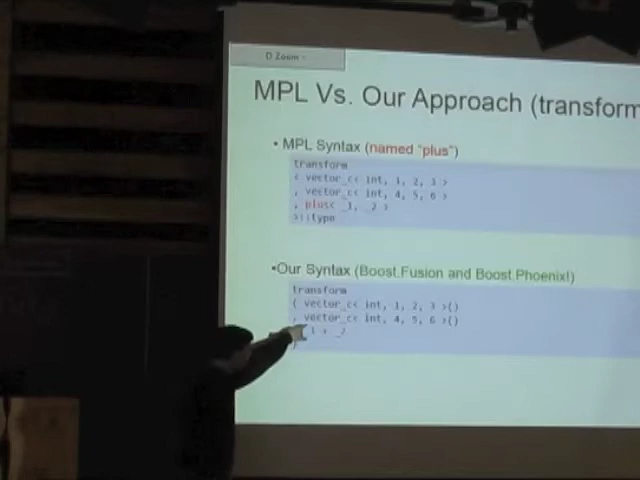 D Zoom
MPL Vs. Our Approach (transform
• MPL Syntax (named "plus")
transform
< vector_c< int, 1, 2, 3 >
, vector_c< int, 4, 5, 6 >
, plus< _1, _2 >
>::type
•Our Syntax (Boost.Fusion and Boost.Phoenix!)
transform
( vector_c< int, 1, 2, 3 >()
, vector_c< int, 4, 5, 6 >()
1 + _2